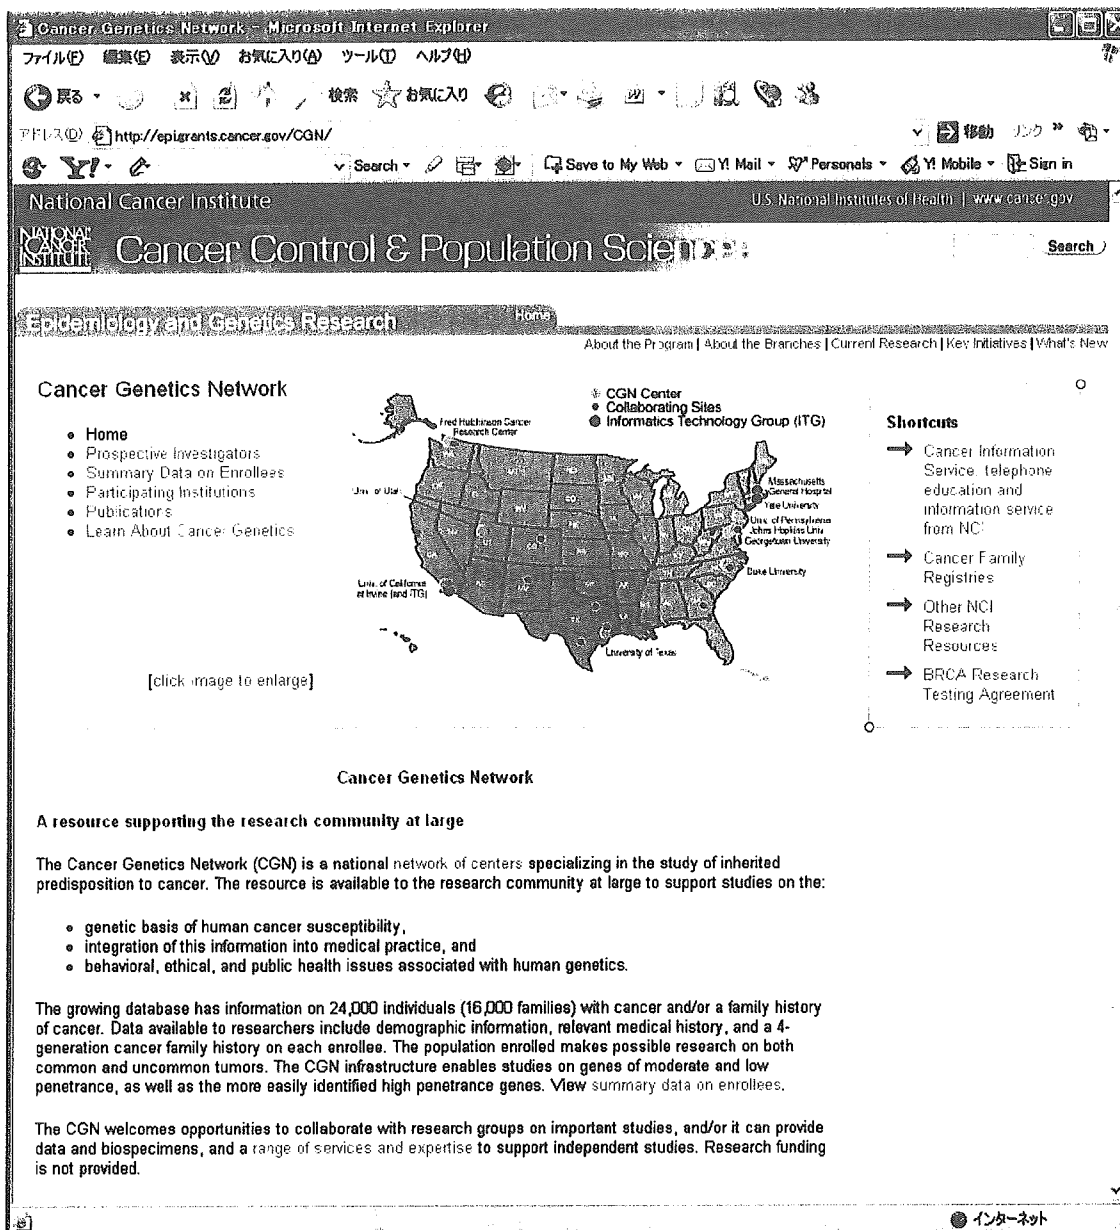 Cancer Genetics Network - Microsoft Internet Explorer
ファイル(F) 編集(E) 表示(V) お気に入り(A) ツール(T) ヘルプ(H)
戻る 検索 お気に入り
アドレス(D) http://epigrants.cancer.gov/CGN/ 移動 リンク »
Y! Search Save to My Web Y! Mail Personals Y! Mobile Sign in
National Cancer Institute U.S. National Institutes of Health | www.cancer.gov
NATIONAL CANCER INSTITUTE Cancer Control & Population Sciences Search
Epidemiology and Genetics Research Home
About the Program | About the Branches | Current Research | Key Initiatives | What's New
Cancer Genetics Network
Home
Prospective Investigators
Summary Data on Enrollees
Participating Institutions
Publications
Learn About Cancer Genetics
[click image to enlarge]
CGN Center
Collaborating Sites
Informatics Technology Group (ITG)
Fred Hutchinson Cancer
Research Center
Univ. of Utah
Univ. of California
at Irvine (and ITG)
Massachusetts
General Hospital
Yale University
Univ. of Pennsylvania
Johns Hopkins Univ
Georgetown University
Duke University
University of Texas
Shortcuts
Cancer Information
Service, telephone
education and
information service
from NCI
Cancer Family
Registries
Other NCI
Research
Resources
BRCA Research
Testing Agreement
Cancer Genetics Network
A resource supporting the research community at large
The Cancer Genetics Network (CGN) is a national network of centers specializing in the study of inherited
predisposition to cancer. The resource is available to the research community at large to support studies on the:
genetic basis of human cancer susceptibility,
integration of this information into medical practice, and
behavioral, ethical, and public health issues associated with human genetics.
The growing database has information on 24,000 individuals (16,000 families) with cancer and/or a family history
of cancer. Data available to researchers include demographic information, relevant medical history, and a 4-
generation cancer family history on each enrollee. The population enrolled makes possible research on both
common and uncommon tumors. The CGN infrastructure enables studies on genes of moderate and low
penetrance, as well as the more easily identified high penetrance genes. View summary data on enrollees.
The CGN welcomes opportunities to collaborate with research groups on important studies, and/or it can provide
data and biospecimens, and a range of services and expertise to support independent studies. Research funding
is not provided.
インターネット